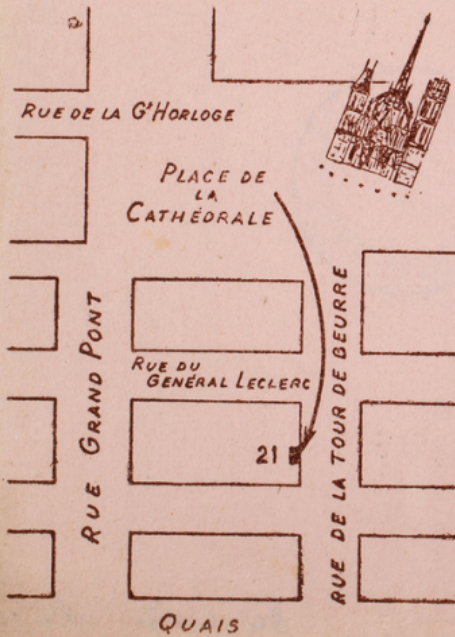 RUE DE LA Gᵈᵉ HORLOGE
PLACE DE
LA
CATHÉDRALE
RUE GRAND PONT
RUE DU
GÉNÉRAL LECLERC
21
RUE DE LA TOUR DE BEURRE
QUAIS